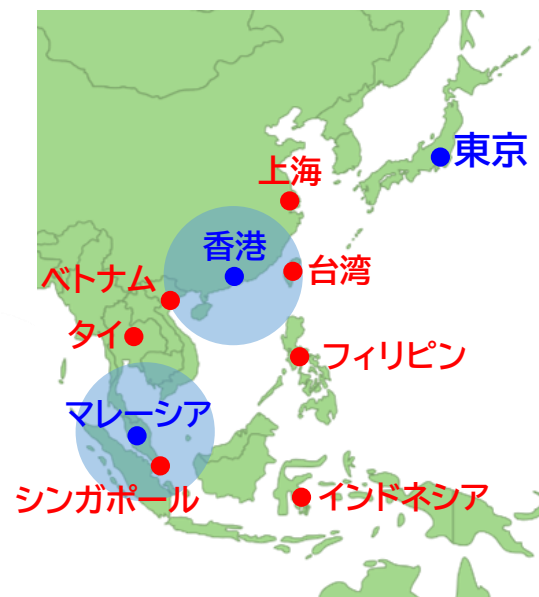 東京
上海
香港
台湾
ベトナム
タイ
フィリピン
マレーシア
シンガポール
インドネシア